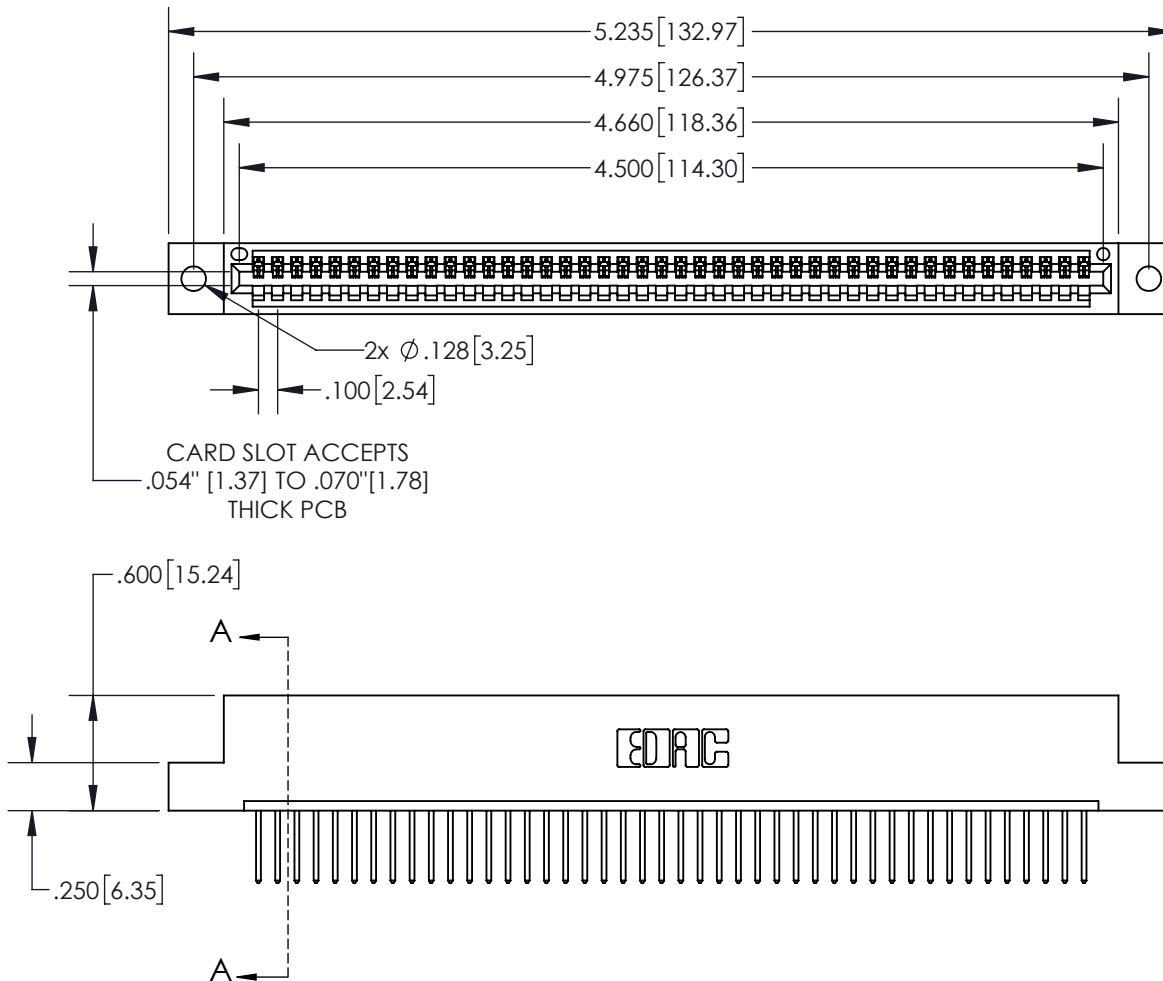 5.235[132.97]
4.975[126.37]
4.660[118.36]
4.500[114.30]
2x ∅.128[3.25]
.100[2.54]
CARD SLOT ACCEPTS
.054" [1.37] TO .070"[1.78]
THICK PCB
.600[15.24]
A
EDAC
.250[6.35]
A